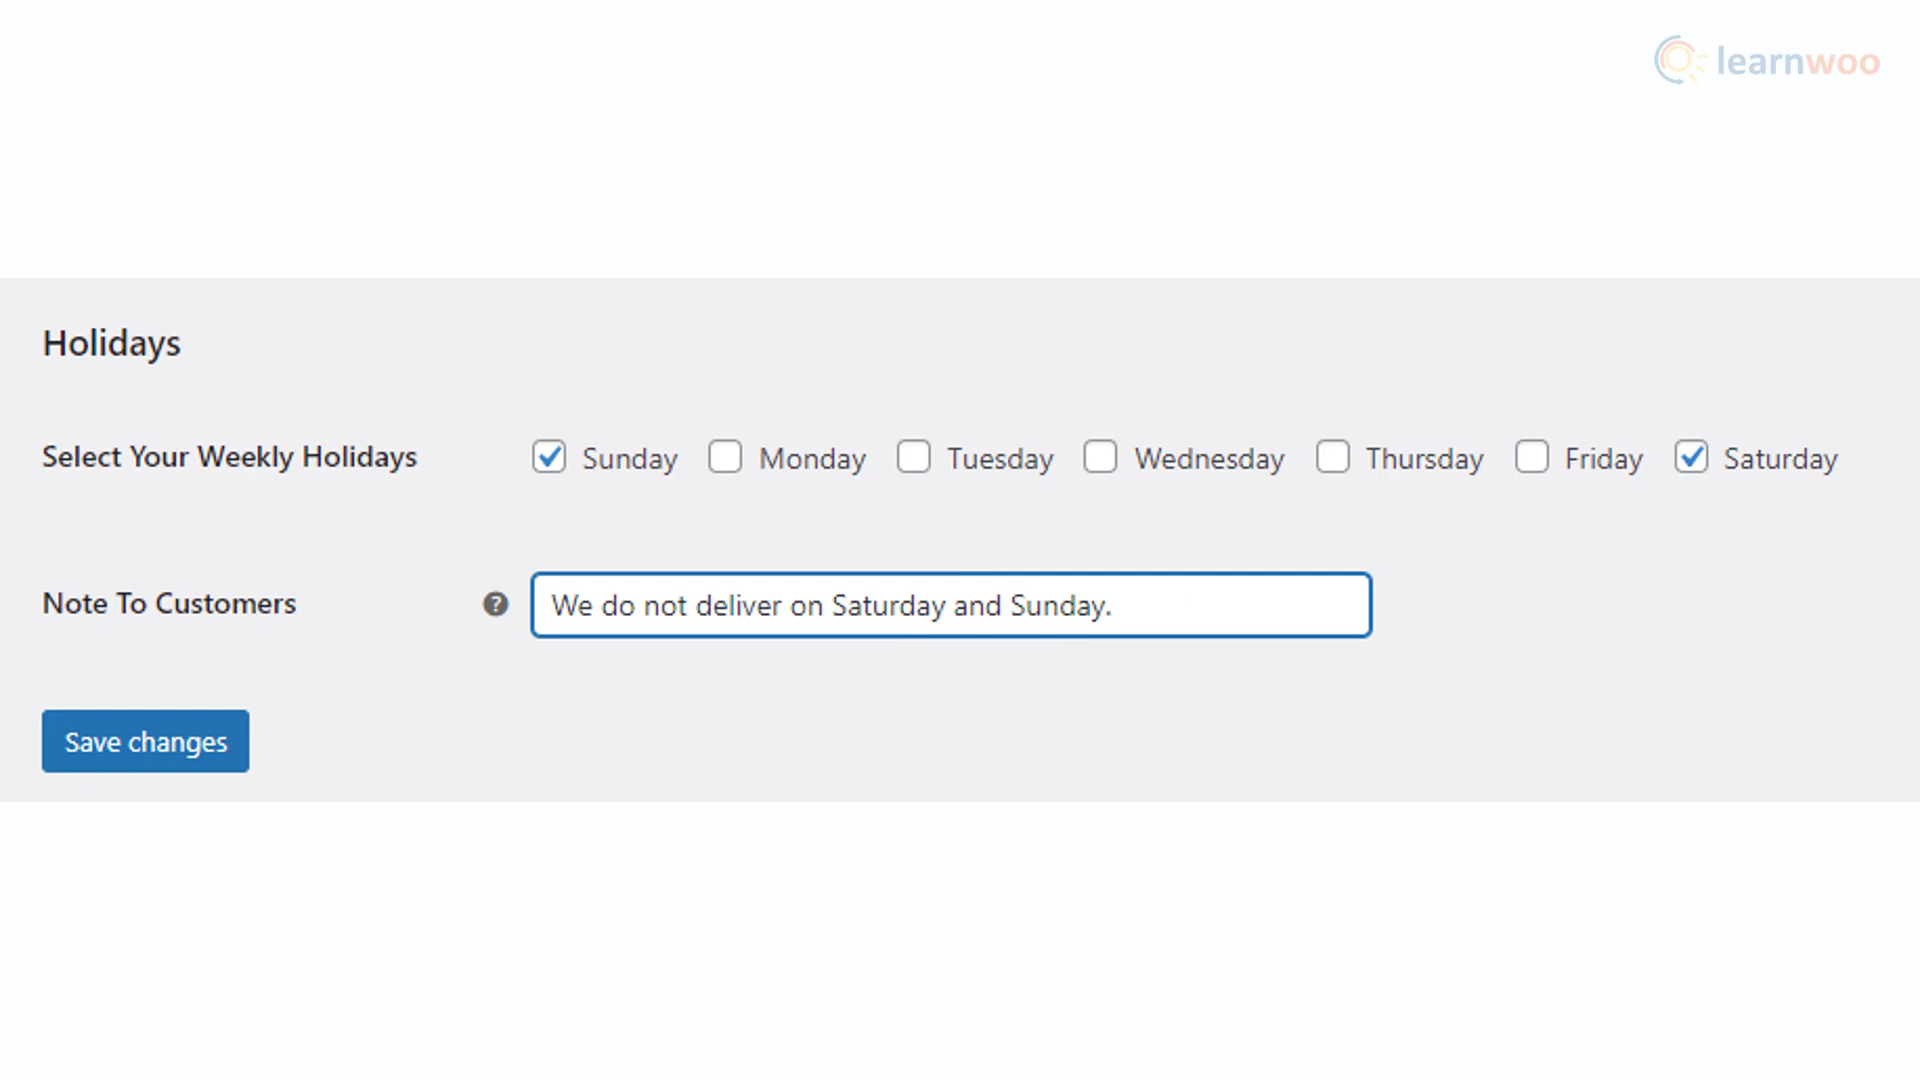 learnwoo
Holidays
Select Your Weekly Holidays Sunday Monday Tuesday Wednesday Thursday Friday Saturday
Note To Customers ? We do not deliver on Saturday and Sunday.
Save changes